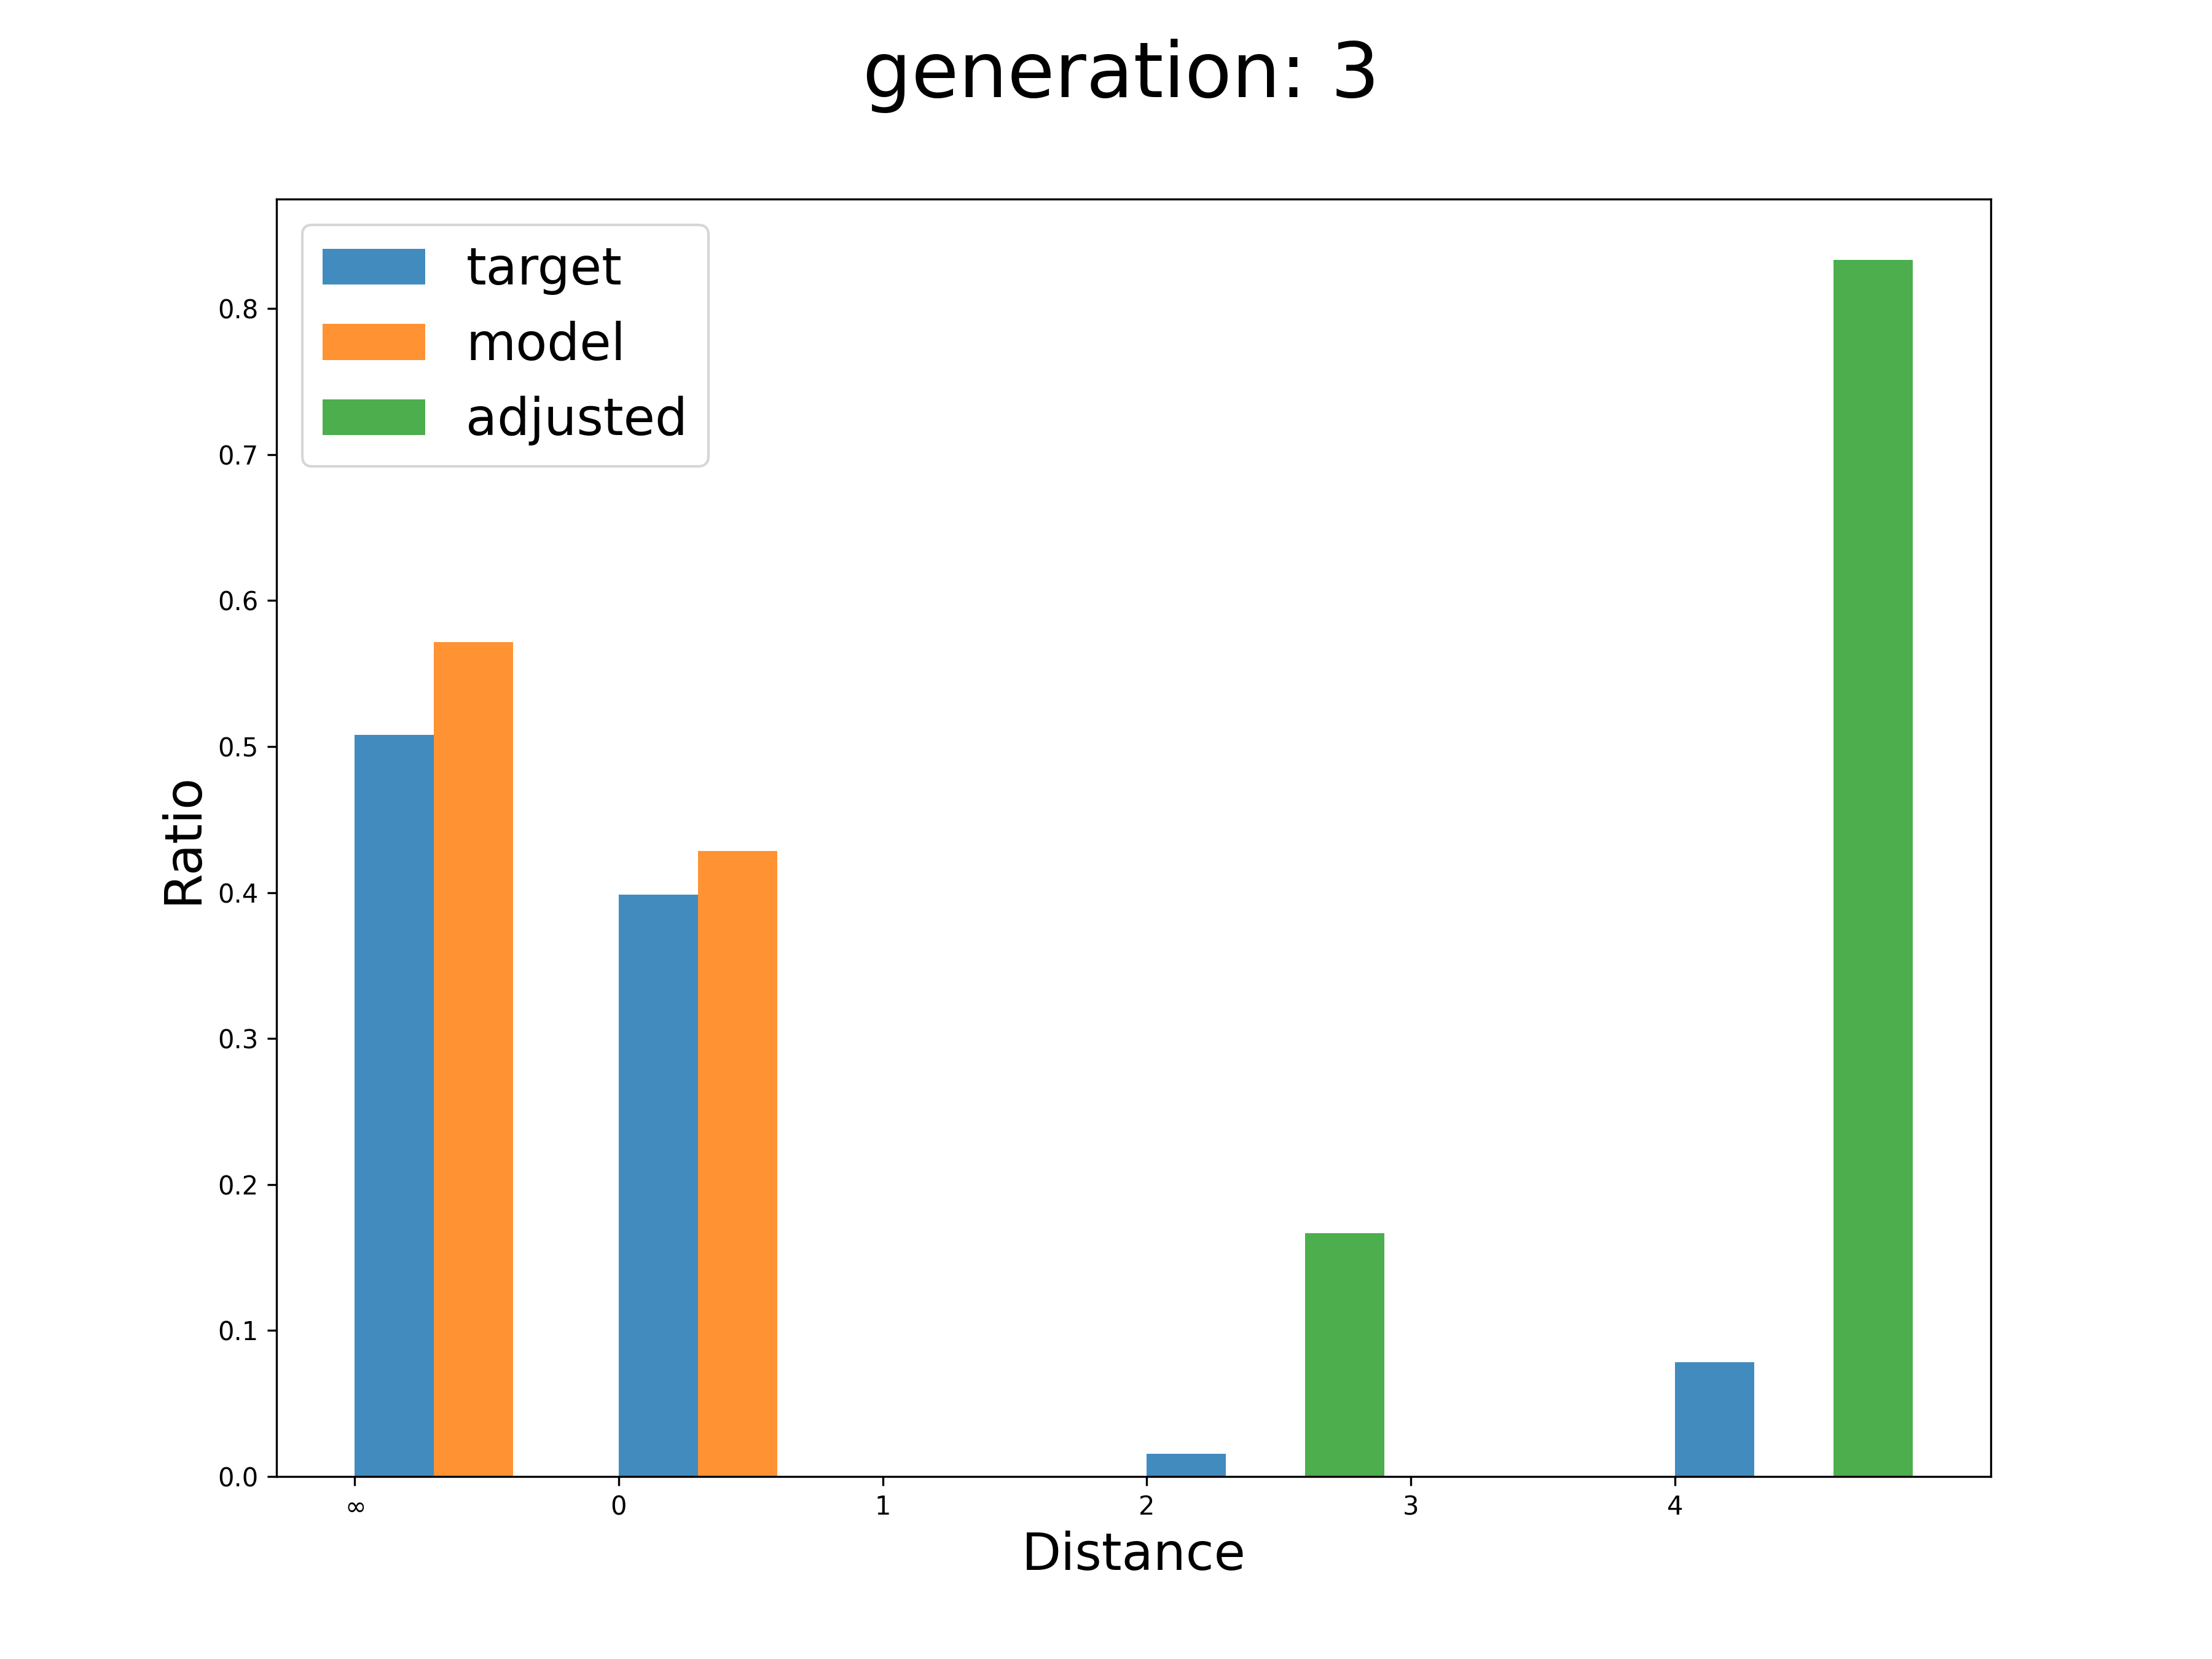 generation: 3
target
model
adjusted
0.8
0.7
0.6
0.5
0.4
0.3
0.2
0.1
0.0
Ratio
∞ 0 1 2 3 4
Distance